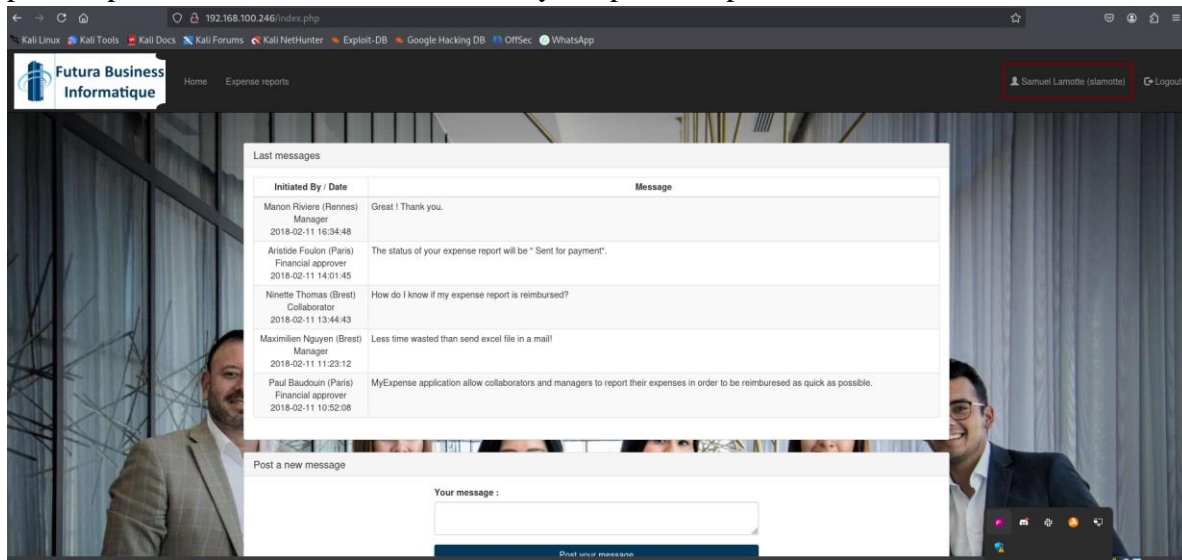 192.168.100.246/index.php
Kali Linux Kali Tools Kali Docs Kali Forums Kali NetHunter Exploit-DB Google Hacking DB OffSec WhatsApp
Futura Business
Informatique
Home Expense reports
Samuel Lamotte (slamotte) Logout
Last messages
Initiated By / Date Message
Manon Riviere (Rennes) Great ! Thank you.
Manager
2018-02-11 16:34:48
Aristide Foulon (Paris) The status of your expense report will be " Sent for payment".
Financial approver
2018-02-11 14:01:45
Ninette Thomas (Brest) How do I know if my expense report is reimbursed?
Collaborator
2018-02-11 13:44:43
Maximilien Nguyen (Brest) Less time wasted than send excel file in a mail!
Manager
2018-02-11 11:23:12
Paul Baudouin (Paris) MyExpense application allow collaborators and managers to report their expenses in order to be reimburesed as quick as possible.
Financial approver
2018-02-11 10:52:08
Post a new message
Your message :
Post your message